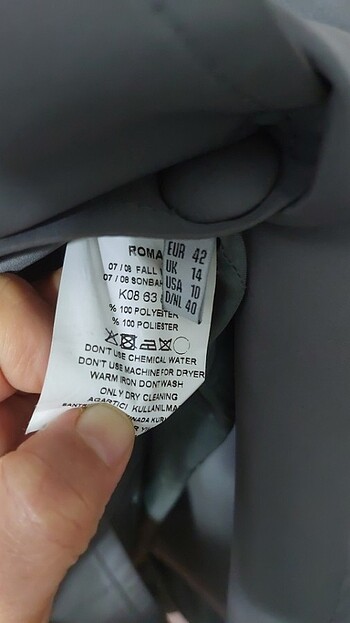 ROMA
EUR 42
UK 14
USA 10
D/NL 40
07 / 08 FALL
07 / 08 SONBAH
K08 63
% 100 POLYEITER
% 100 POLIESTER
DON'T USE CHEMICAL WATER
DON'T USE MACHINE FOR DRYER
WARM IRON DONTWASH
ONLY DRY CLEANING
AGARTICI KULLANILMA